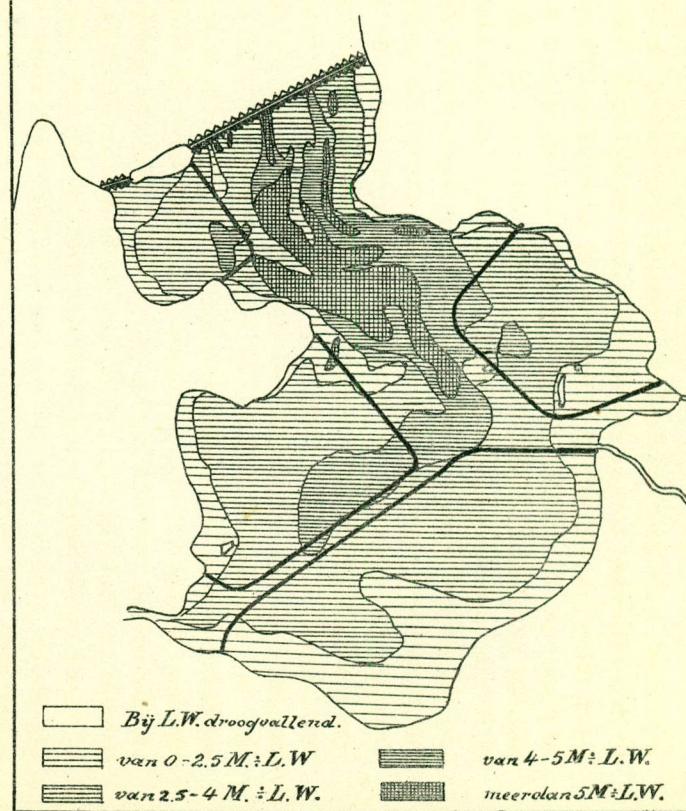 Bij L.W. droogvallend.
van 0-2.5 M. ÷ L.W
van 4-5 M ÷ L.W.
van 2.5-4 M. ÷ L.W.
meer dan 5 M ÷ L.W.